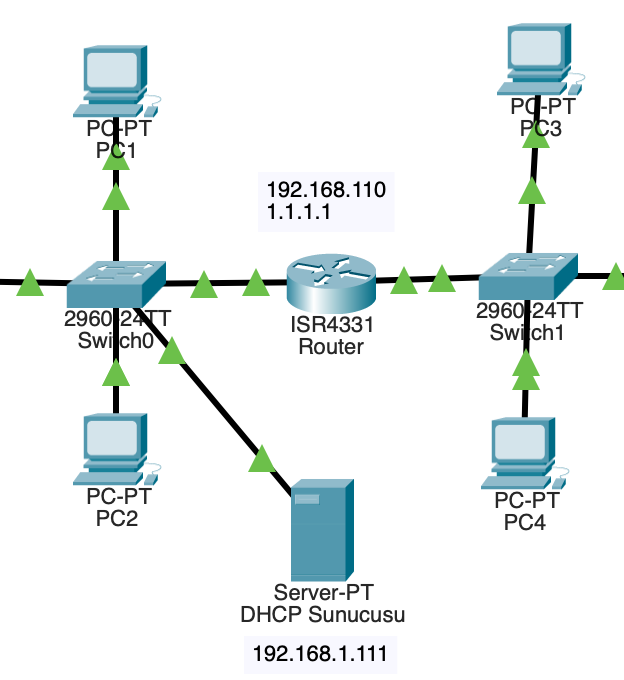 PC-PT
PC1
PC-PT
PC3
192.168.110
1.1.1.1
2960-24TT
Switch0
ISR4331
Router
2960-24TT
Switch1
PC-PT
PC2
PC-PT
PC4
Server-PT
DHCP Sunucusu
192.168.1.111